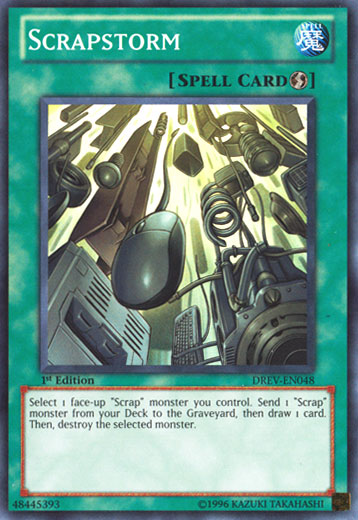 SCRAPSTORM
魔
[SPELL CARD]
1st Edition
DREV-EN048
Select 1 face-up "Scrap" monster you control. Send 1 "Scrap"
monster from your Deck to the Graveyard, then draw 1 card.
Then, destroy the selected monster.
48445393
©1996 KAZUKI TAKAHASHI